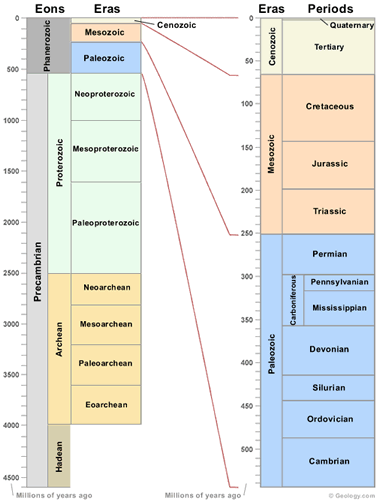 Eons Eras
0
500
1000
1500
2000
2500
3000
3500
4000
4500
Phanerozoic
Precambrian
Proterozoic
Archean
Hadean
Cenozoic
Mesozoic
Paleozoic
Neoproterozoic
Mesoproterozoic
Paleoproterozoic
Neoarchean
Mesoarchean
Paleoarchean
Eoarchean
Millions of years ago
Eras Periods
0
50
100
150
200
250
300
350
400
450
500
Cenozoic
Mesozoic
Paleozoic
Quaternary
Tertiary
Cretaceous
Jurassic
Triassic
Permian
Carboniferous
Pennsylvanian
Mississippian
Devonian
Silurian
Ordovician
Cambrian
Millions of years ago
© Geology.com